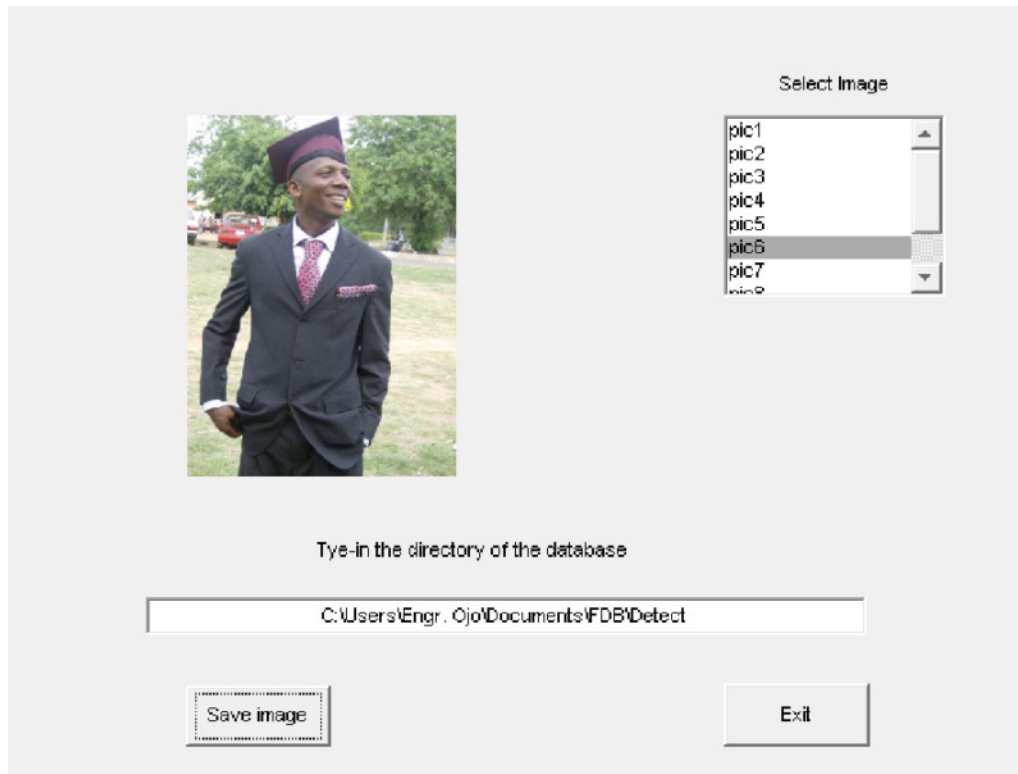 Select Image
pic1
pic2
pic3
pic4
pic5
pic6
pic7
pic8
Tye-in the directory of the database
C:\Users\Engr. Ojo\Documents\FDB\Detect
Save image
Exit